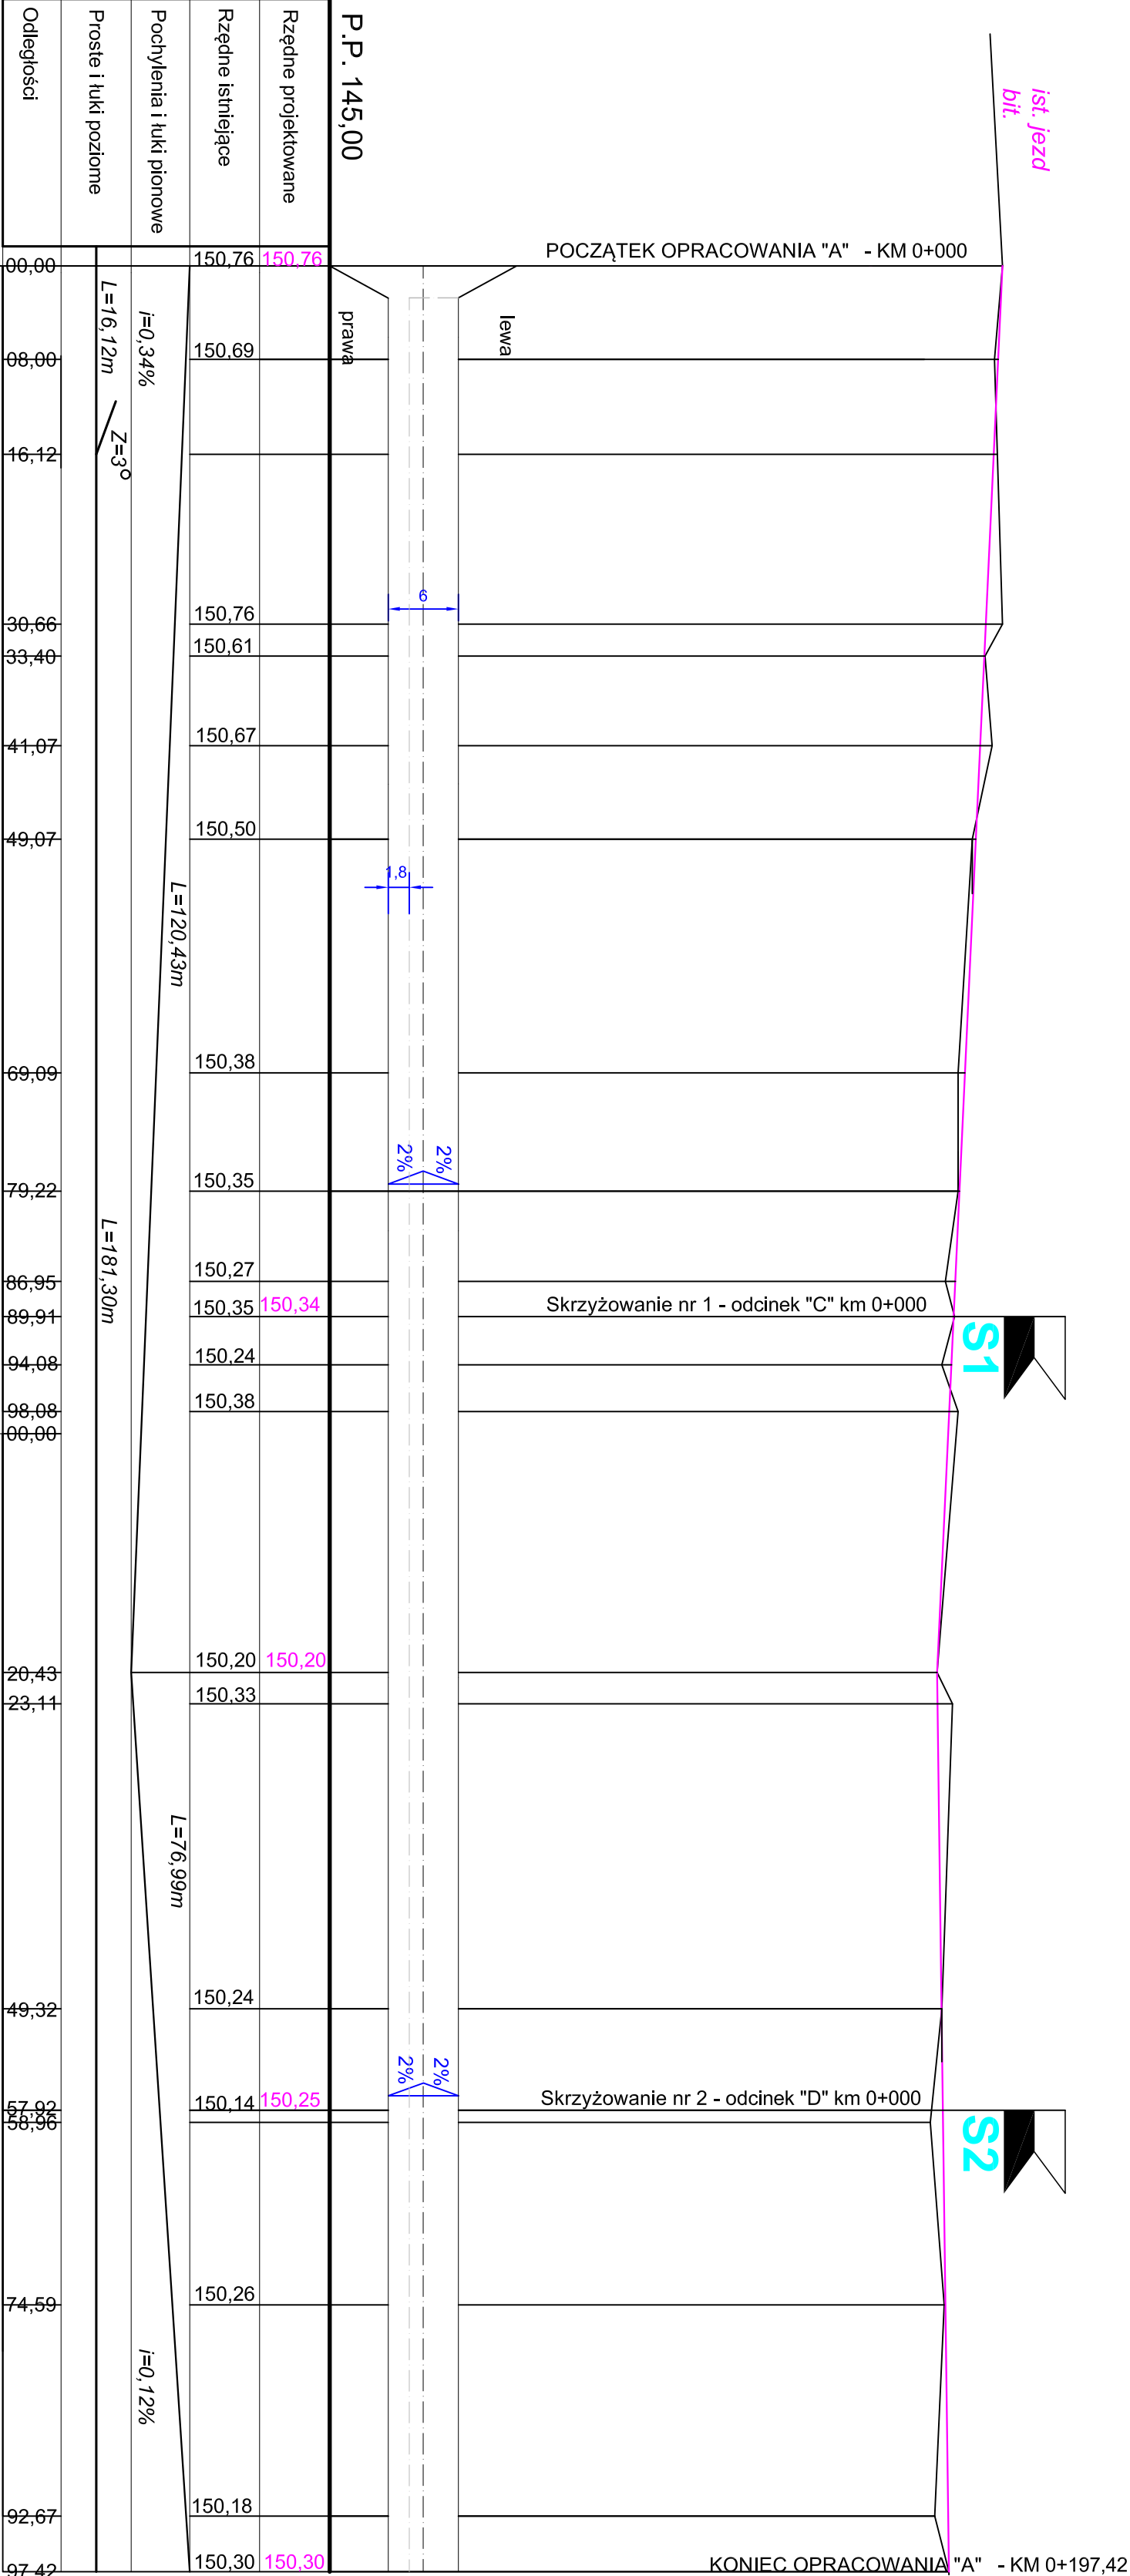 ist. jezd
bit.
P.P. 145,00
Rzędne projektowane
Rzędne istniejące
Pochylenia i łuki pionowe
Proste i łuki poziome
Odległości
POCZĄTEK OPRACOWANIA "A" - KM 0+000
150,76 150,76
00,00
lewa
prawa
i=0,34%
L=16,12m
150,69
08,00
Z=3°
16,12
6
150,76
30,66
150,61
33,40
150,67
41,07
150,50
49,07
1,8
L=120,43m
150,38
69,09
2% 2%
150,35
79,22
L=181,30m
150,27
86,95
Skrzyżowanie nr 1 - odcinek "C" km 0+000
150,35 150,34
89,91
S1
150,24
94,08
150,38
98,08
00,00
150,20 150,20
20,43
150,33
23,11
L=76,99m
150,24
49,32
2% 2%
Skrzyżowanie nr 2 - odcinek "D" km 0+000
150,14 150,25
57,92
58,96
S2
150,26
74,59
i=0,12%
150,18
92,67
150,30 150,30
97,42
KONIEC OPRACOWANIA "A" - KM 0+197,42